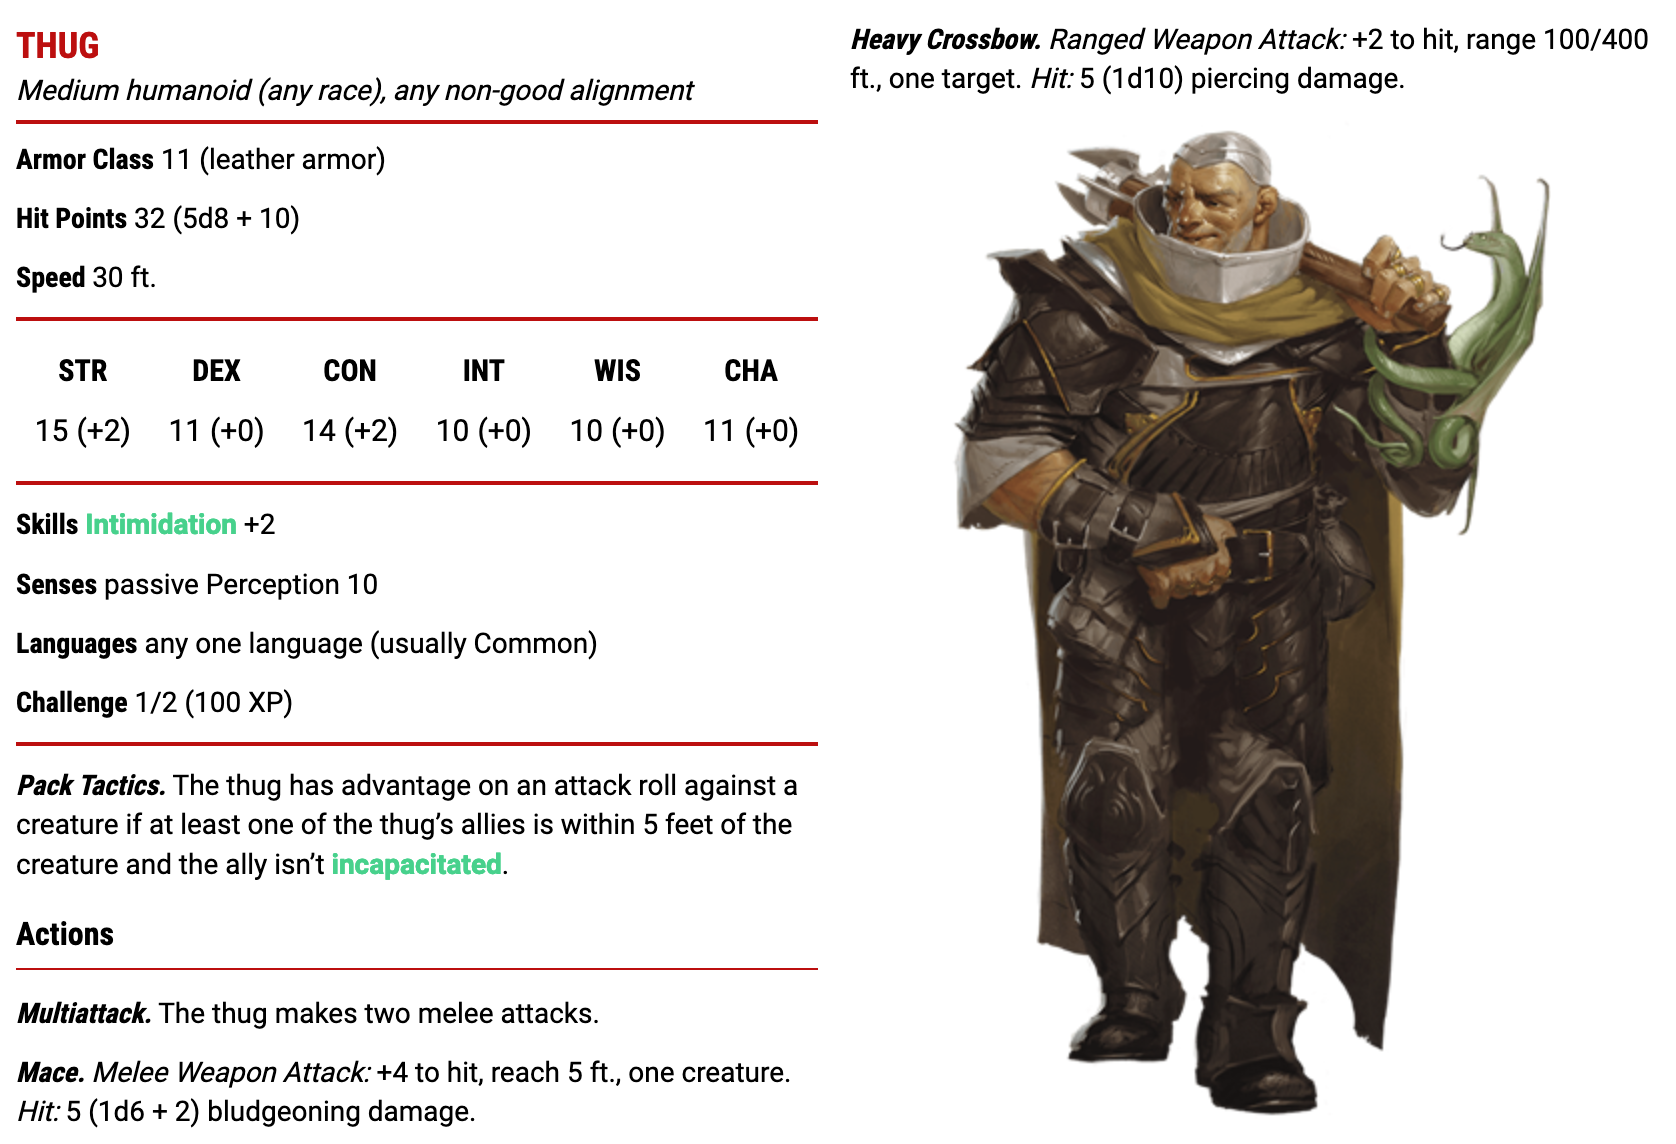 THUG
Medium humanoid (any race), any non-good alignment
Armor Class 11 (leather armor)
Hit Points 32 (5d8 + 10)
Speed 30 ft.
STR DEX CON INT WIS CHA
15 (+2) 11 (+0) 14 (+2) 10 (+0) 10 (+0) 11 (+0)
Skills Intimidation +2
Senses passive Perception 10
Languages any one language (usually Common)
Challenge 1/2 (100 XP)
Pack Tactics. The thug has advantage on an attack roll against a
creature if at least one of the thug’s allies is within 5 feet of the
creature and the ally isn’t incapacitated.
Actions
Multiattack. The thug makes two melee attacks.
Mace. Melee Weapon Attack: +4 to hit, reach 5 ft., one creature.
Hit: 5 (1d6 + 2) bludgeoning damage.
Heavy Crossbow. Ranged Weapon Attack: +2 to hit, range 100/400
ft., one target. Hit: 5 (1d10) piercing damage.